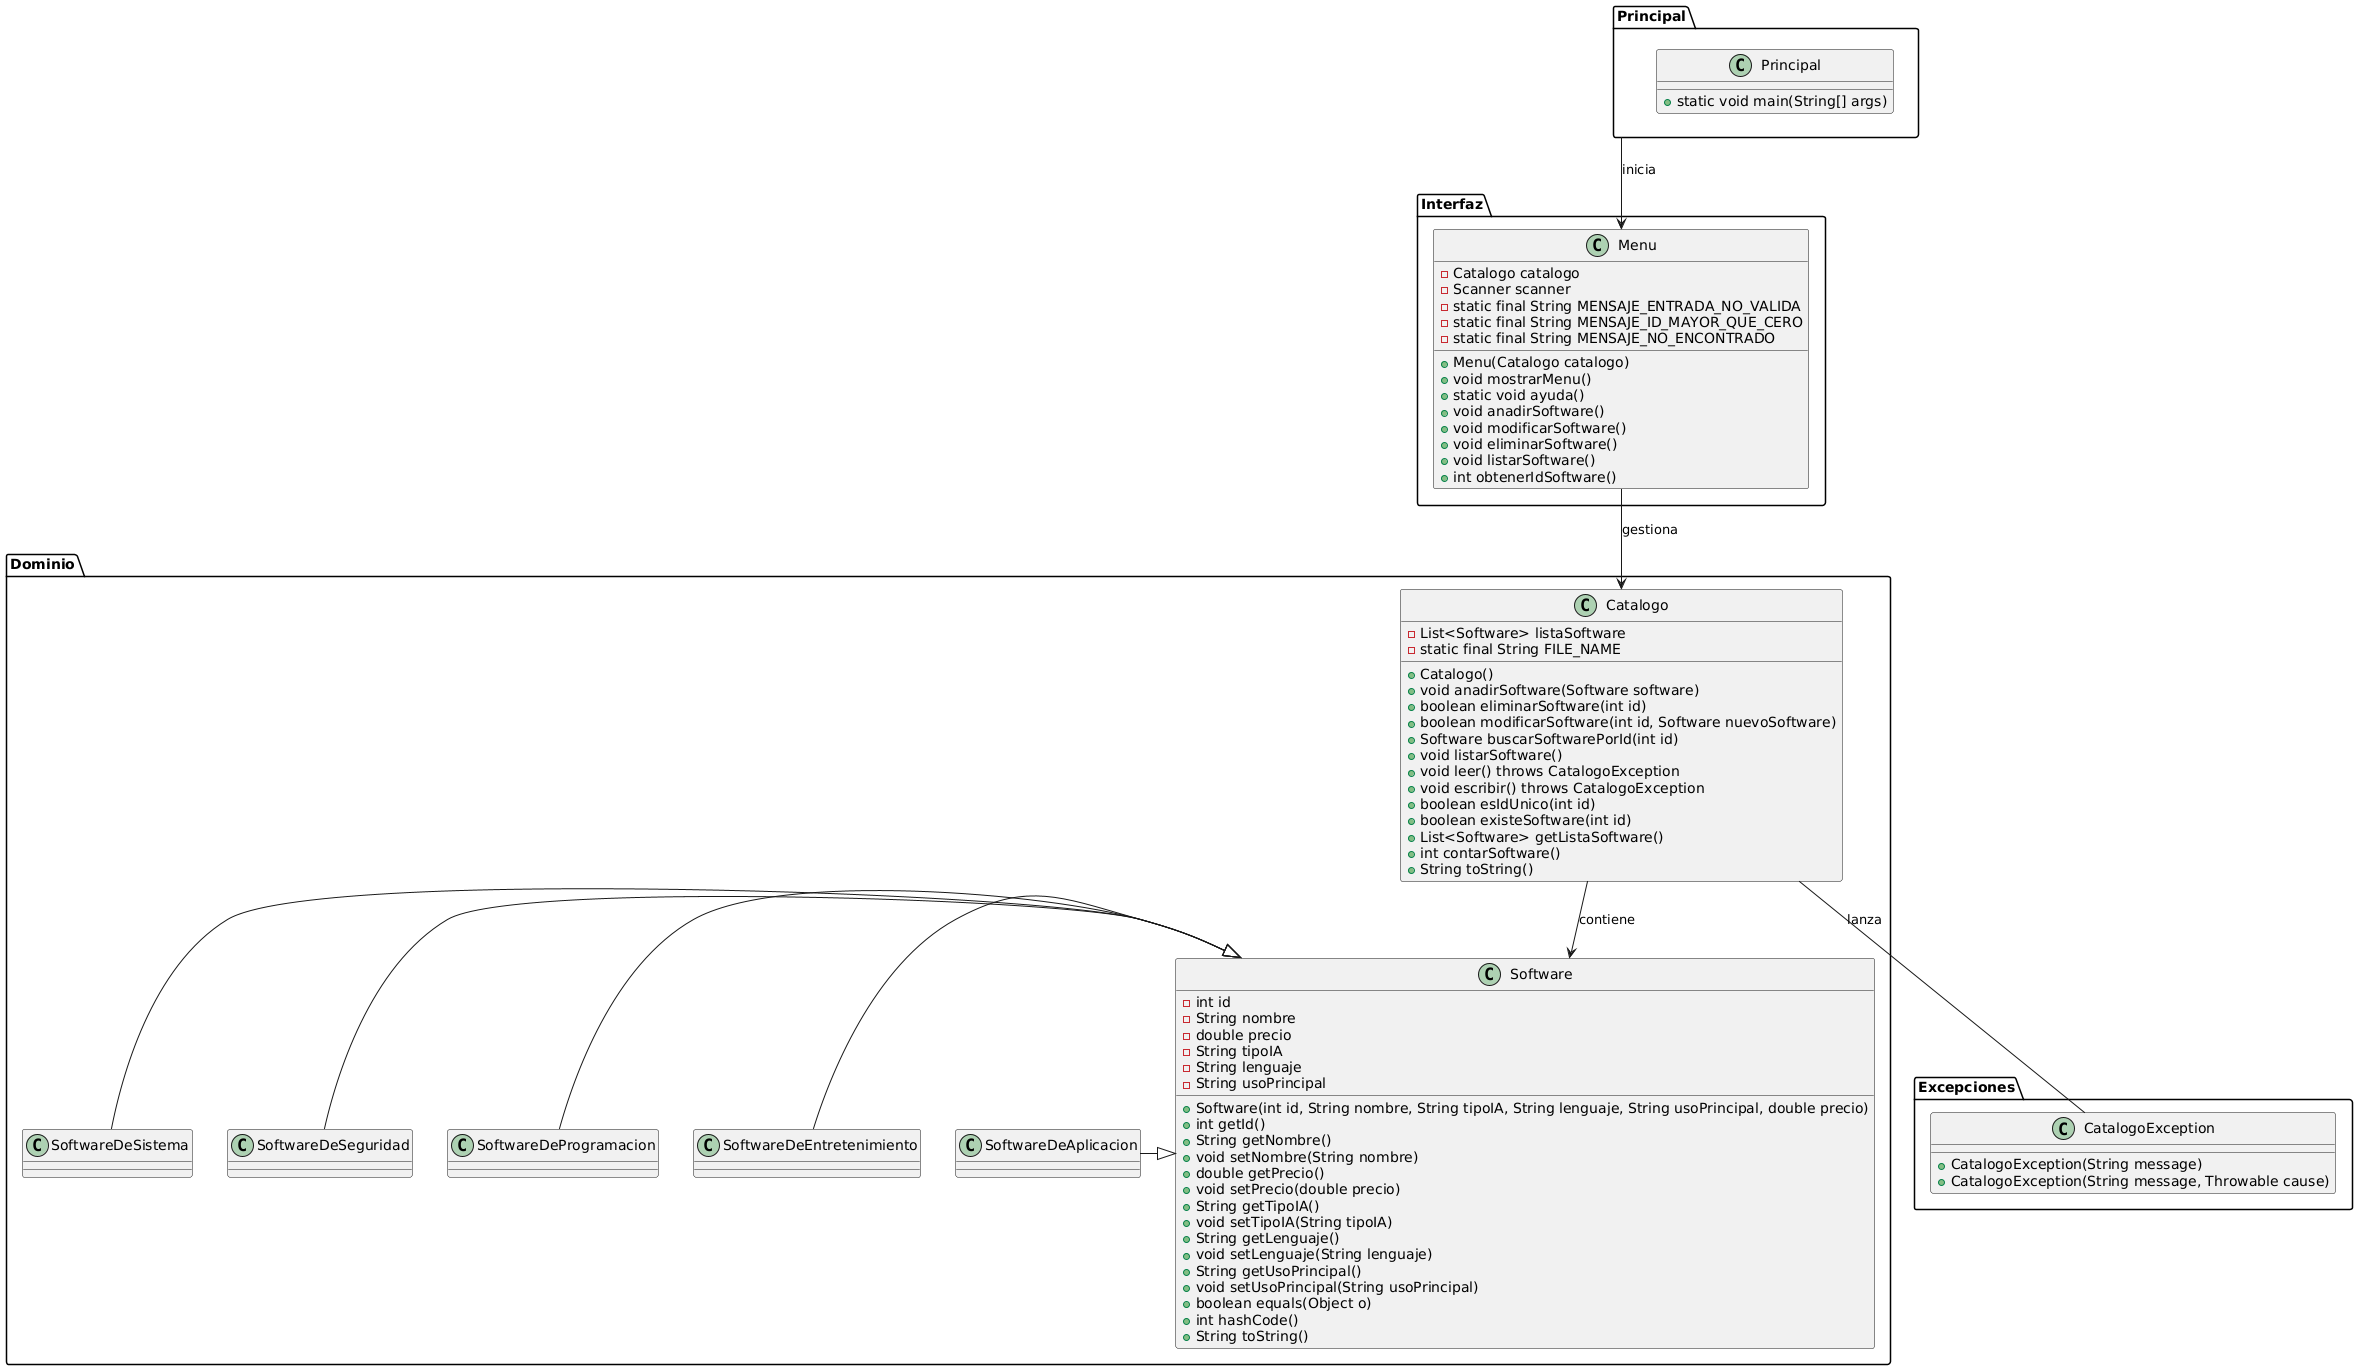 Principal
C Principal
static void main(String[] args)
inicia
Interfaz
C Menu
Catalogo catalogo
Scanner scanner
static final String MENSAJE_ENTRADA_NO_VALIDA
static final String MENSAJE_ID_MAYOR_QUE_CERO
static final String MENSAJE_NO_ENCONTRADO
Menu(Catalogo catalogo)
void mostrarMenu()
static void ayuda()
void anadirSoftware()
void modificarSoftware()
void eliminarSoftware()
void listarSoftware()
int obtenerIdSoftware()
gestiona
Dominio
C Catalogo
List<Software> listaSoftware
static final String FILE_NAME
Catalogo()
void anadirSoftware(Software software)
boolean eliminarSoftware(int id)
boolean modificarSoftware(int id, Software nuevoSoftware)
Software buscarSoftwarePorId(int id)
void listarSoftware()
void leer() throws CatalogoException
void escribir() throws CatalogoException
boolean esIdUnico(int id)
boolean existeSoftware(int id)
List<Software> getListaSoftware()
int contarSoftware()
String toString()
contiene
lanza
C Software
int id
String nombre
double precio
String tipoIA
String lenguaje
String usoPrincipal
Software(int id, String nombre, String tipoIA, String lenguaje, String usoPrincipal, double precio)
int getId()
String getNombre()
void setNombre(String nombre)
double getPrecio()
void setPrecio(double precio)
String getTipoIA()
void setTipoIA(String tipoIA)
String getLenguaje()
void setLenguaje(String lenguaje)
String getUsoPrincipal()
void setUsoPrincipal(String usoPrincipal)
boolean equals(Object o)
int hashCode()
String toString()
C SoftwareDeSistema
C SoftwareDeSeguridad
C SoftwareDeProgramacion
C SoftwareDeEntretenimiento
C SoftwareDeAplicacion
Excepciones
C CatalogoException
CatalogoException(String message)
CatalogoException(String message, Throwable cause)